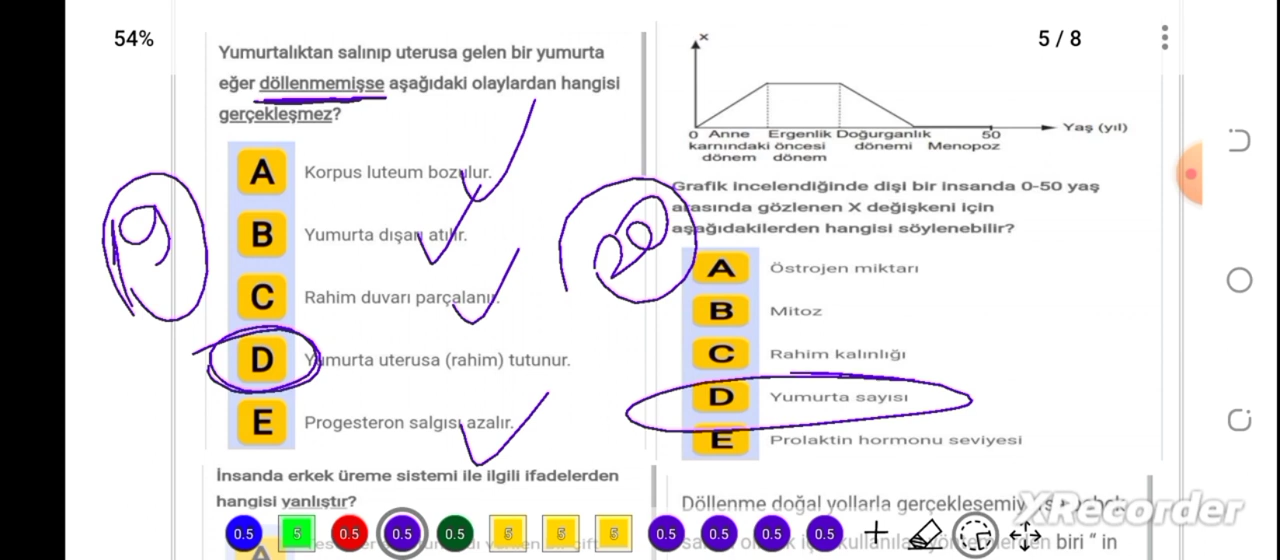 54%
Yumurtalıktan salınıp uterusa gelen bir yumurta
eğer döllenmemişse aşağıdaki olaylardan hangisi
gerçekleşmez?
A Korpus luteum bozulur.
B Yumurta dışarı atılır.
C Rahim duvarı parçalanır.
D Yumurta uterusa (rahim) tutunur.
E Progesteron salgısı azalır.
19
İnsanda erkek üreme sistemi ile ilgili ifadelerden
hangisi yanlıştır?
A
5 / 8
x
0 Anne Ergenlik Doğurganlık 50 Yaş (yıl)
karnındaki öncesi dönemi Menopoz
dönem dönem
20
Grafik incelendiğinde dişi bir insanda 0-50 yaş
arasında gözlenen X değişkeni için
aşağıdakilerden hangisi söylenebilir?
A Östrojen miktarı
B Mitoz
C Rahim kalınlığı
D Yumurta sayısı
E Prolaktin hormonu seviyesi
Döllenme doğal yollarla
biri “ in
XRecorder
0.5 5 0.5 0.5 0.5 5 5 5 0.5 0.5 0.5 0.5